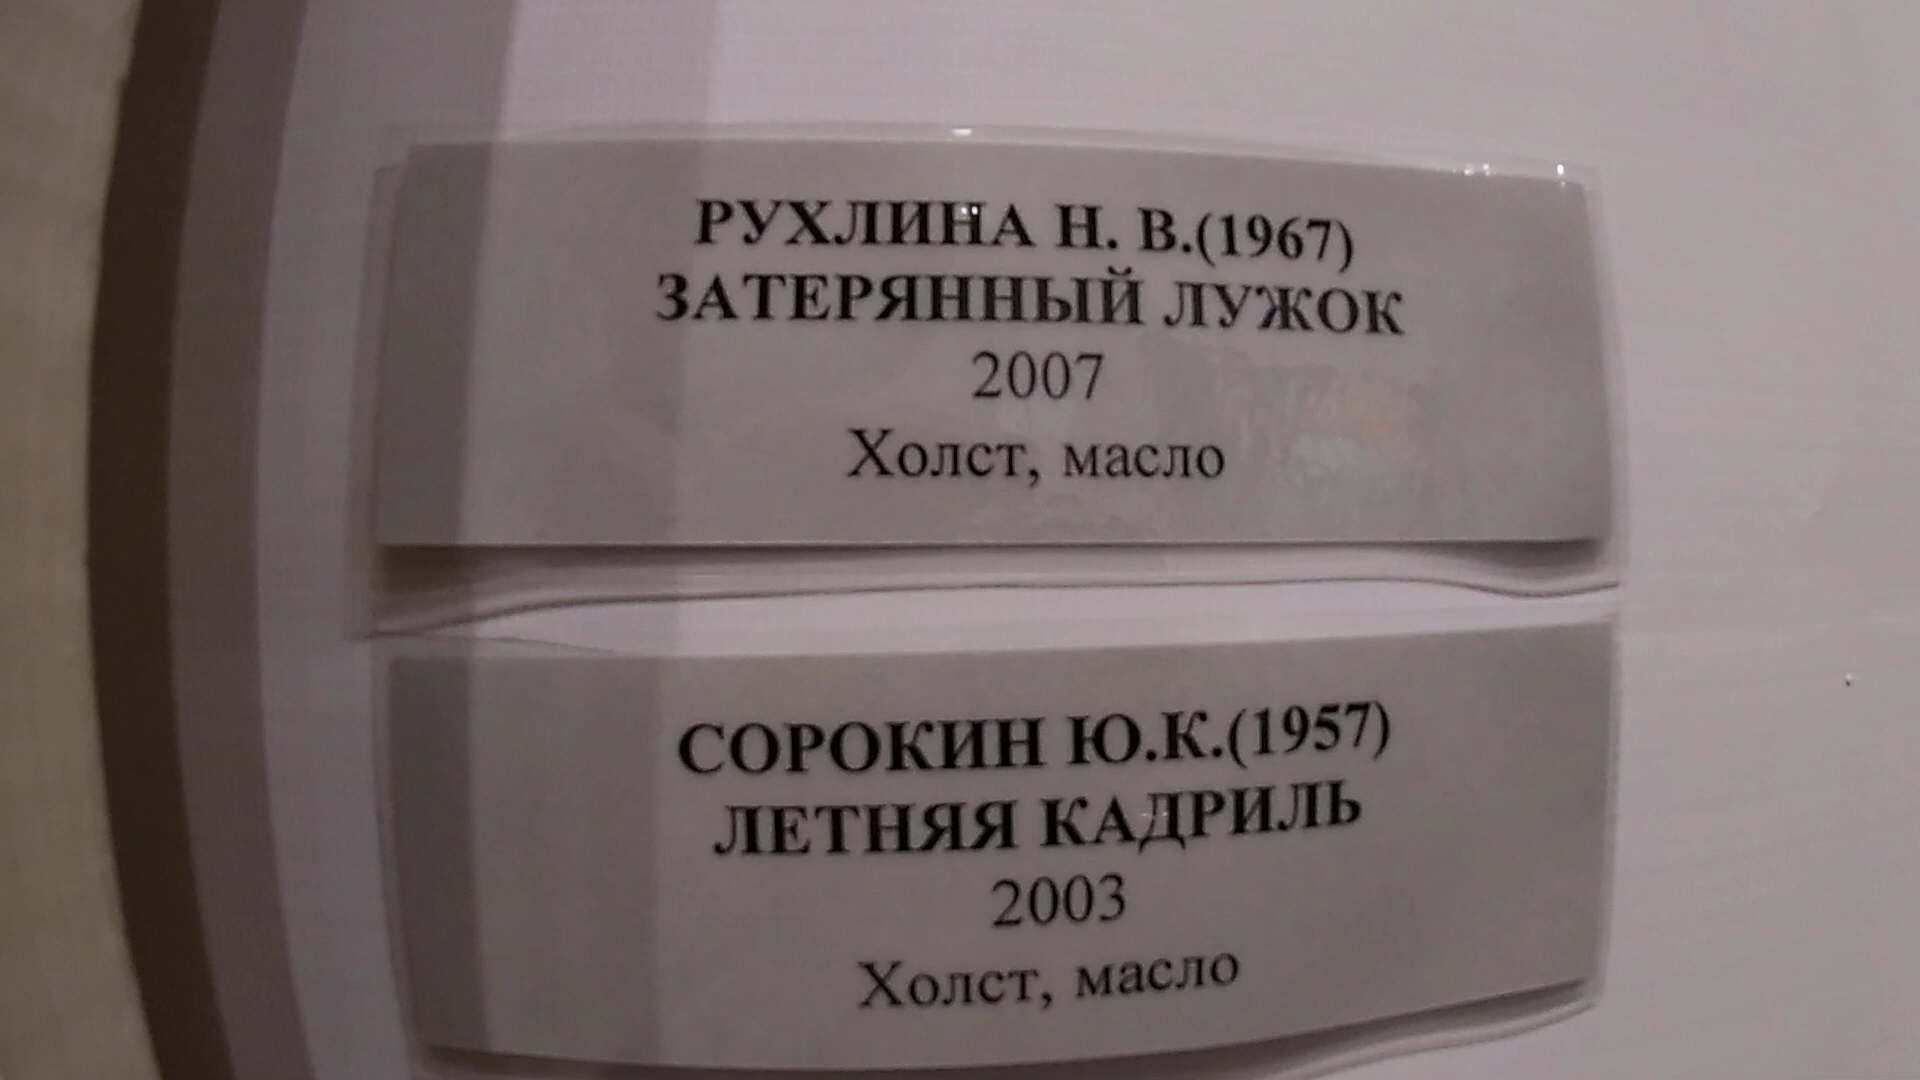 РУХЛИНА Н. В.(1967)
ЗАТЕРЯННЫЙ ЛУЖОК
2007
Холст, масло
СОРОКИН Ю.К.(1957)
ЛЕТНЯЯ КАДРИЛЬ
2003
Холст, масло